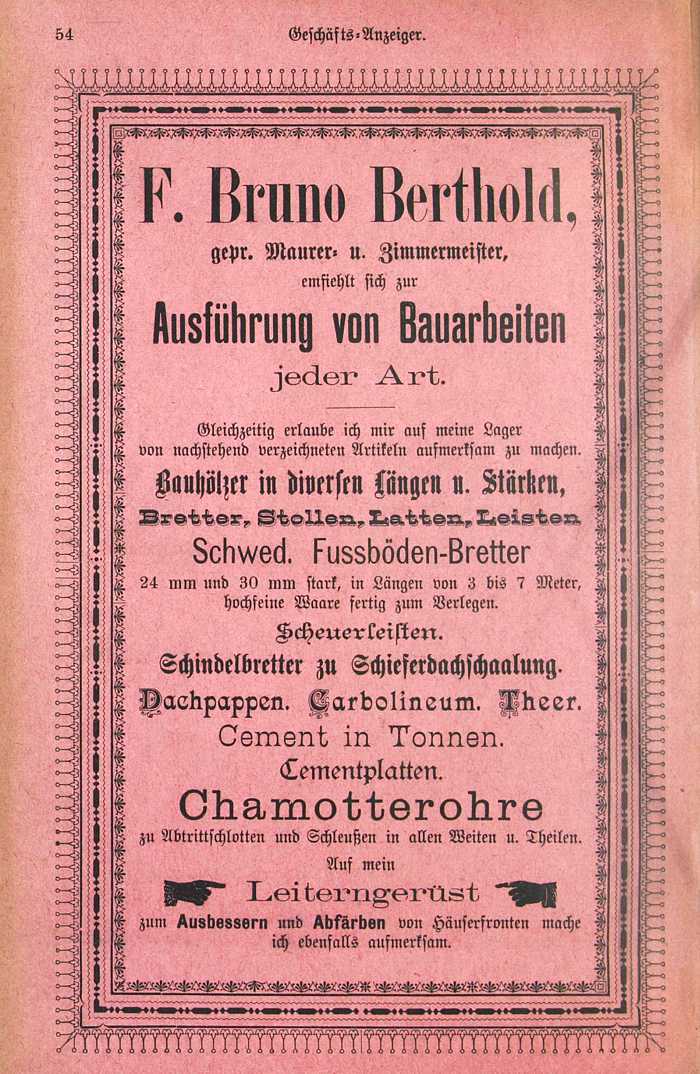 54
Geschäfts-Anzeiger.
F. Bruno Berthold,
gepr. Maurer- u. Zimmermeister,
empfiehlt sich zur
Ausführung von Bauarbeiten
jeder Art.
Gleichzeitig erlaube ich mir auf meine Lager
von nachstehend verzeichneten Artikeln aufmerksam zu machen.
Bauhölzer in diversen Längen u. Stärken,
Bretter, Stollen, Latten, Leisten
Schwed. Fussböden-Bretter
24 mm und 30 mm stark, in Längen von 3 bis 7 Meter,
hochfeine Waare fertig zum Verlegen.
Scheuerleisten.
Schindelbretter zu Schieferdachschaalung.
Dachpappen. Carbolineum. Theer.
Cement in Tonnen.
Cementplatten.
Chamotterohre
zu Abtrittschlotten und Schleußen in allen Weiten u. Theilen.
Auf mein
Leiterngerüst
zum Ausbessern und Abfärben von Häuserfronten mache
ich ebenfalls aufmerksam.